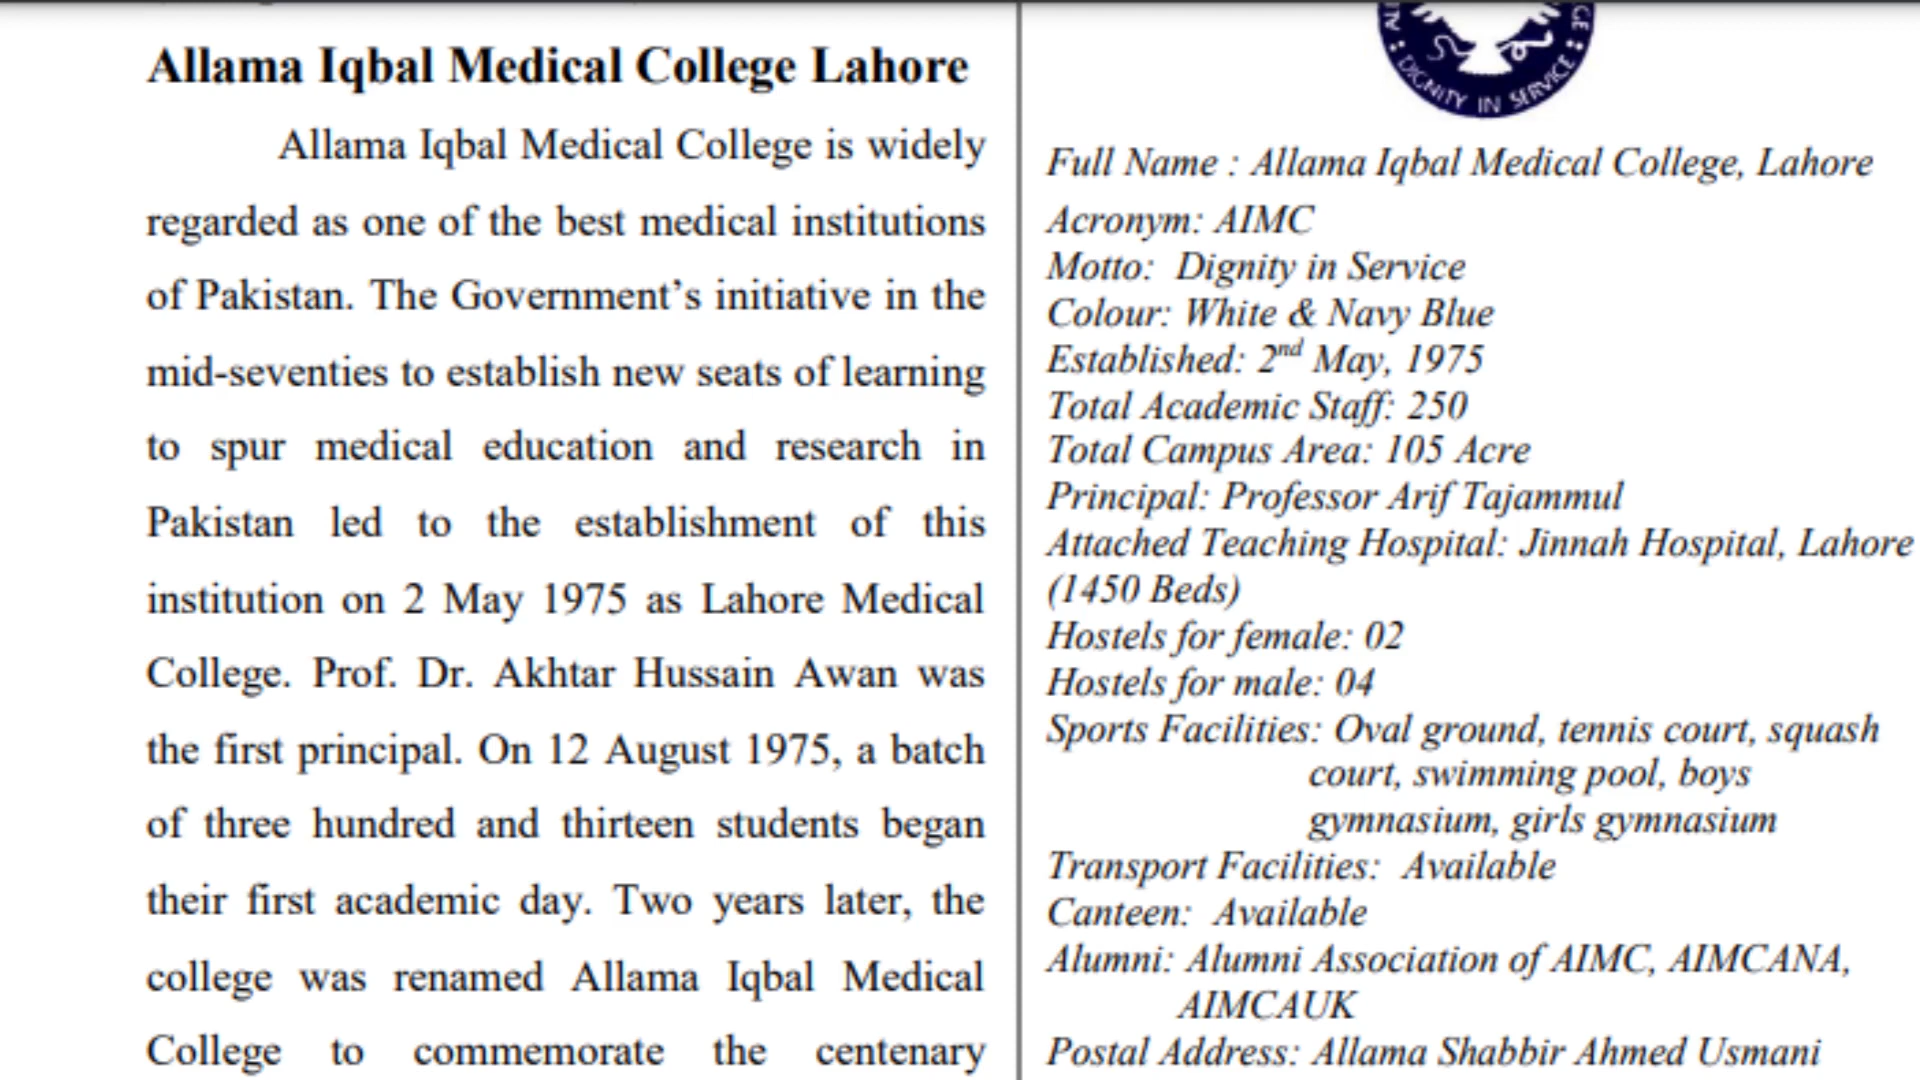 Allama Iqbal Medical College Lahore
Allama Iqbal Medical College is widely
regarded as one of the best medical institutions
of Pakistan. The Government’s initiative in the
mid-seventies to establish new seats of learning
to spur medical education and research in
Pakistan led to the establishment of this
institution on 2 May 1975 as Lahore Medical
College. Prof. Dr. Akhtar Hussain Awan was
the first principal. On 12 August 1975, a batch
of three hundred and thirteen students began
their first academic day. Two years later, the
college was renamed Allama Iqbal Medical
College to commemorate the centenary
DIGNITY IN SERVICE
Full Name : Allama Iqbal Medical College, Lahore
Acronym: AIMC
Motto: Dignity in Service
Colour: White & Navy Blue
Established: 2nd May, 1975
Total Academic Staff: 250
Total Campus Area: 105 Acre
Principal: Professor Arif Tajammul
Attached Teaching Hospital: Jinnah Hospital, Lahore
(1450 Beds)
Hostels for female: 02
Hostels for male: 04
Sports Facilities: Oval ground, tennis court, squash
court, swimming pool, boys
gymnasium, girls gymnasium
Transport Facilities: Available
Canteen: Available
Alumni: Alumni Association of AIMC, AIMCANA,
AIMCAUK
Postal Address: Allama Shabbir Ahmed Usmani